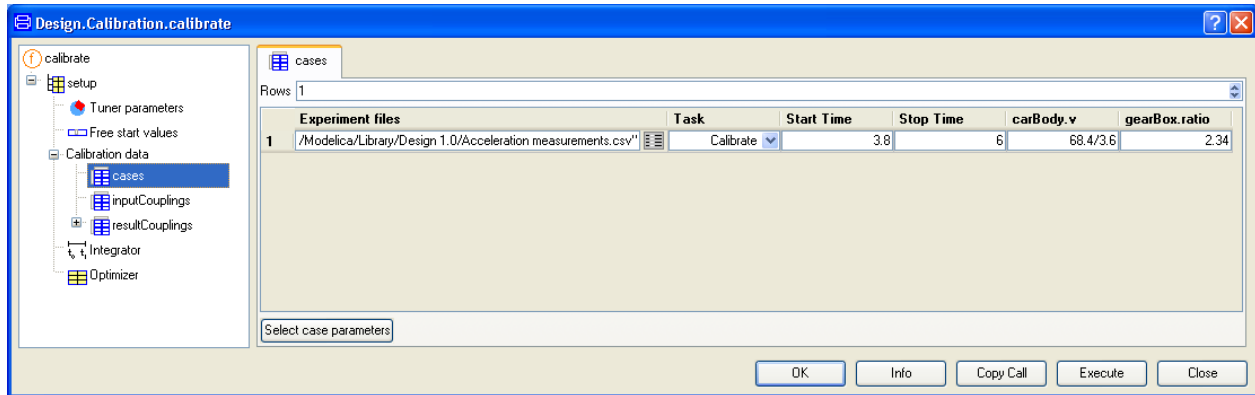 Design.Calibration.calibrate
calibrate
setup
Tuner parameters
Free start values
Calibration data
cases
inputCouplings
resultCouplings
Integrator
Optimizer
cases
Rows 1
Experiment files Task Start Time Stop Time carBody.v gearBox.ratio
1 /Modelica/Library/Design 1.0/Acceleration measurements.csv" Calibrate 3.8 6 68.4/3.6 2.34
Select case parameters
OK Info Copy Call Execute Close